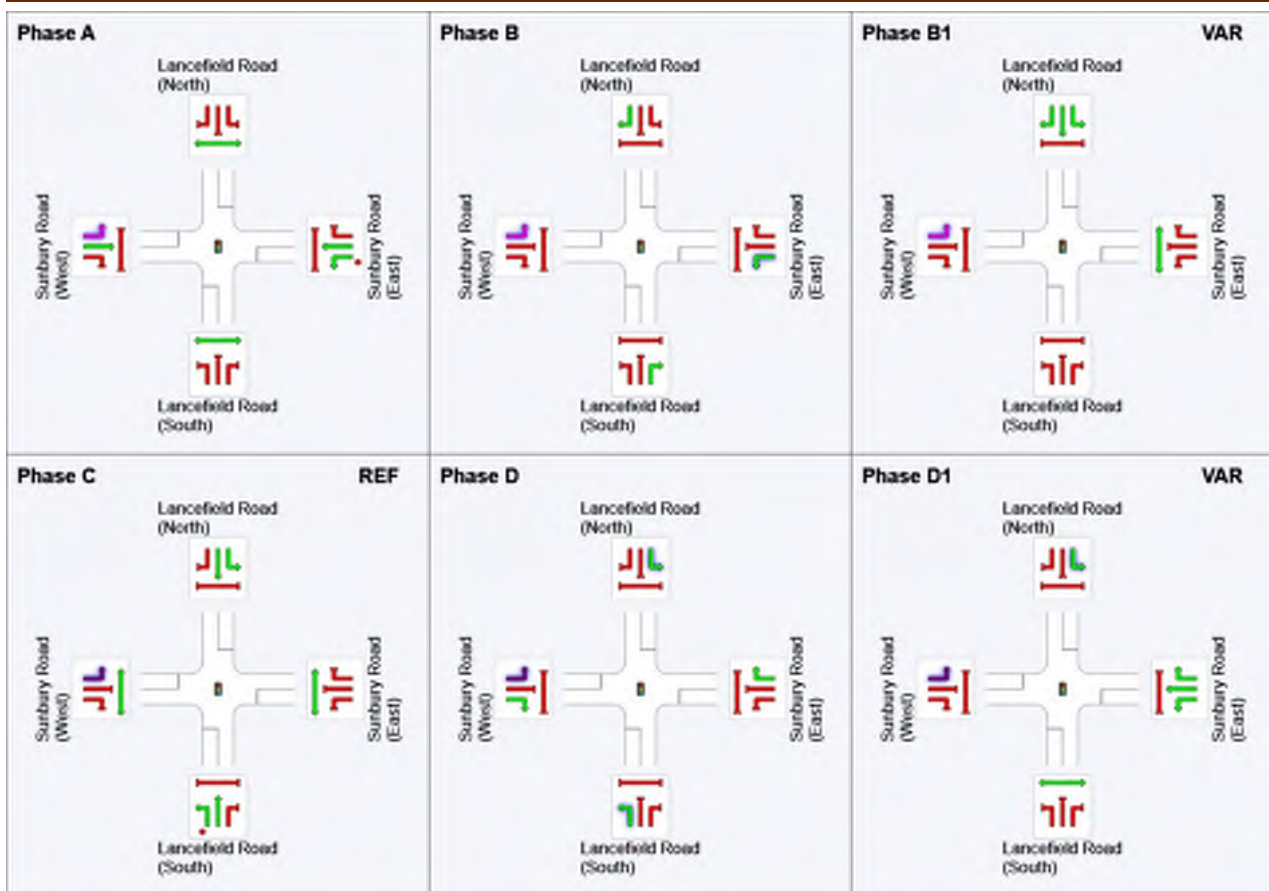 Phase A
Lancefield Road
(North)
Sunbury Road
(West)
Sunbury Road
(East)
Lancefield Road
(South)
Phase B
Lancefield Road
(North)
Sunbury Road
(West)
Sunbury Road
(East)
Lancefield Road
(South)
Phase B1 VAR
Lancefield Road
(North)
Sunbury Road
(West)
Sunbury Road
(East)
Lancefield Road
(South)
Phase C REF
Lancefield Road
(North)
Sunbury Road
(West)
Sunbury Road
(East)
Lancefield Road
(South)
Phase D
Lancefield Road
(North)
Sunbury Road
(West)
Sunbury Road
(East)
Lancefield Road
(South)
Phase D1 VAR
Lancefield Road
(North)
Sunbury Road
(West)
Sunbury Road
(East)
Lancefield Road
(South)